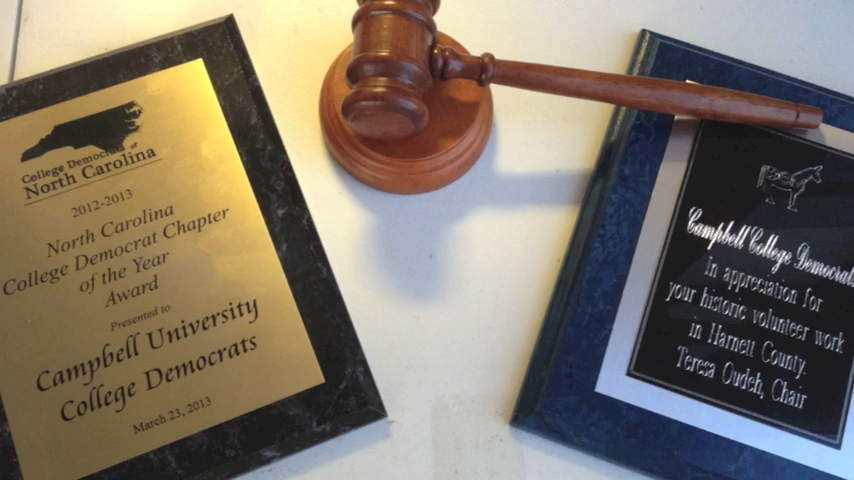 College Democrats of
North Carolina
2012-2013
North Carolina
College Democrat Chapter
of the Year
Award
Presented to
Campbell University
College Democrats
March 23, 2013
Campbell College Democrats
In appreciation for
your historic volunteer work
in Harnett County.
Teresa Oudeh, Chair